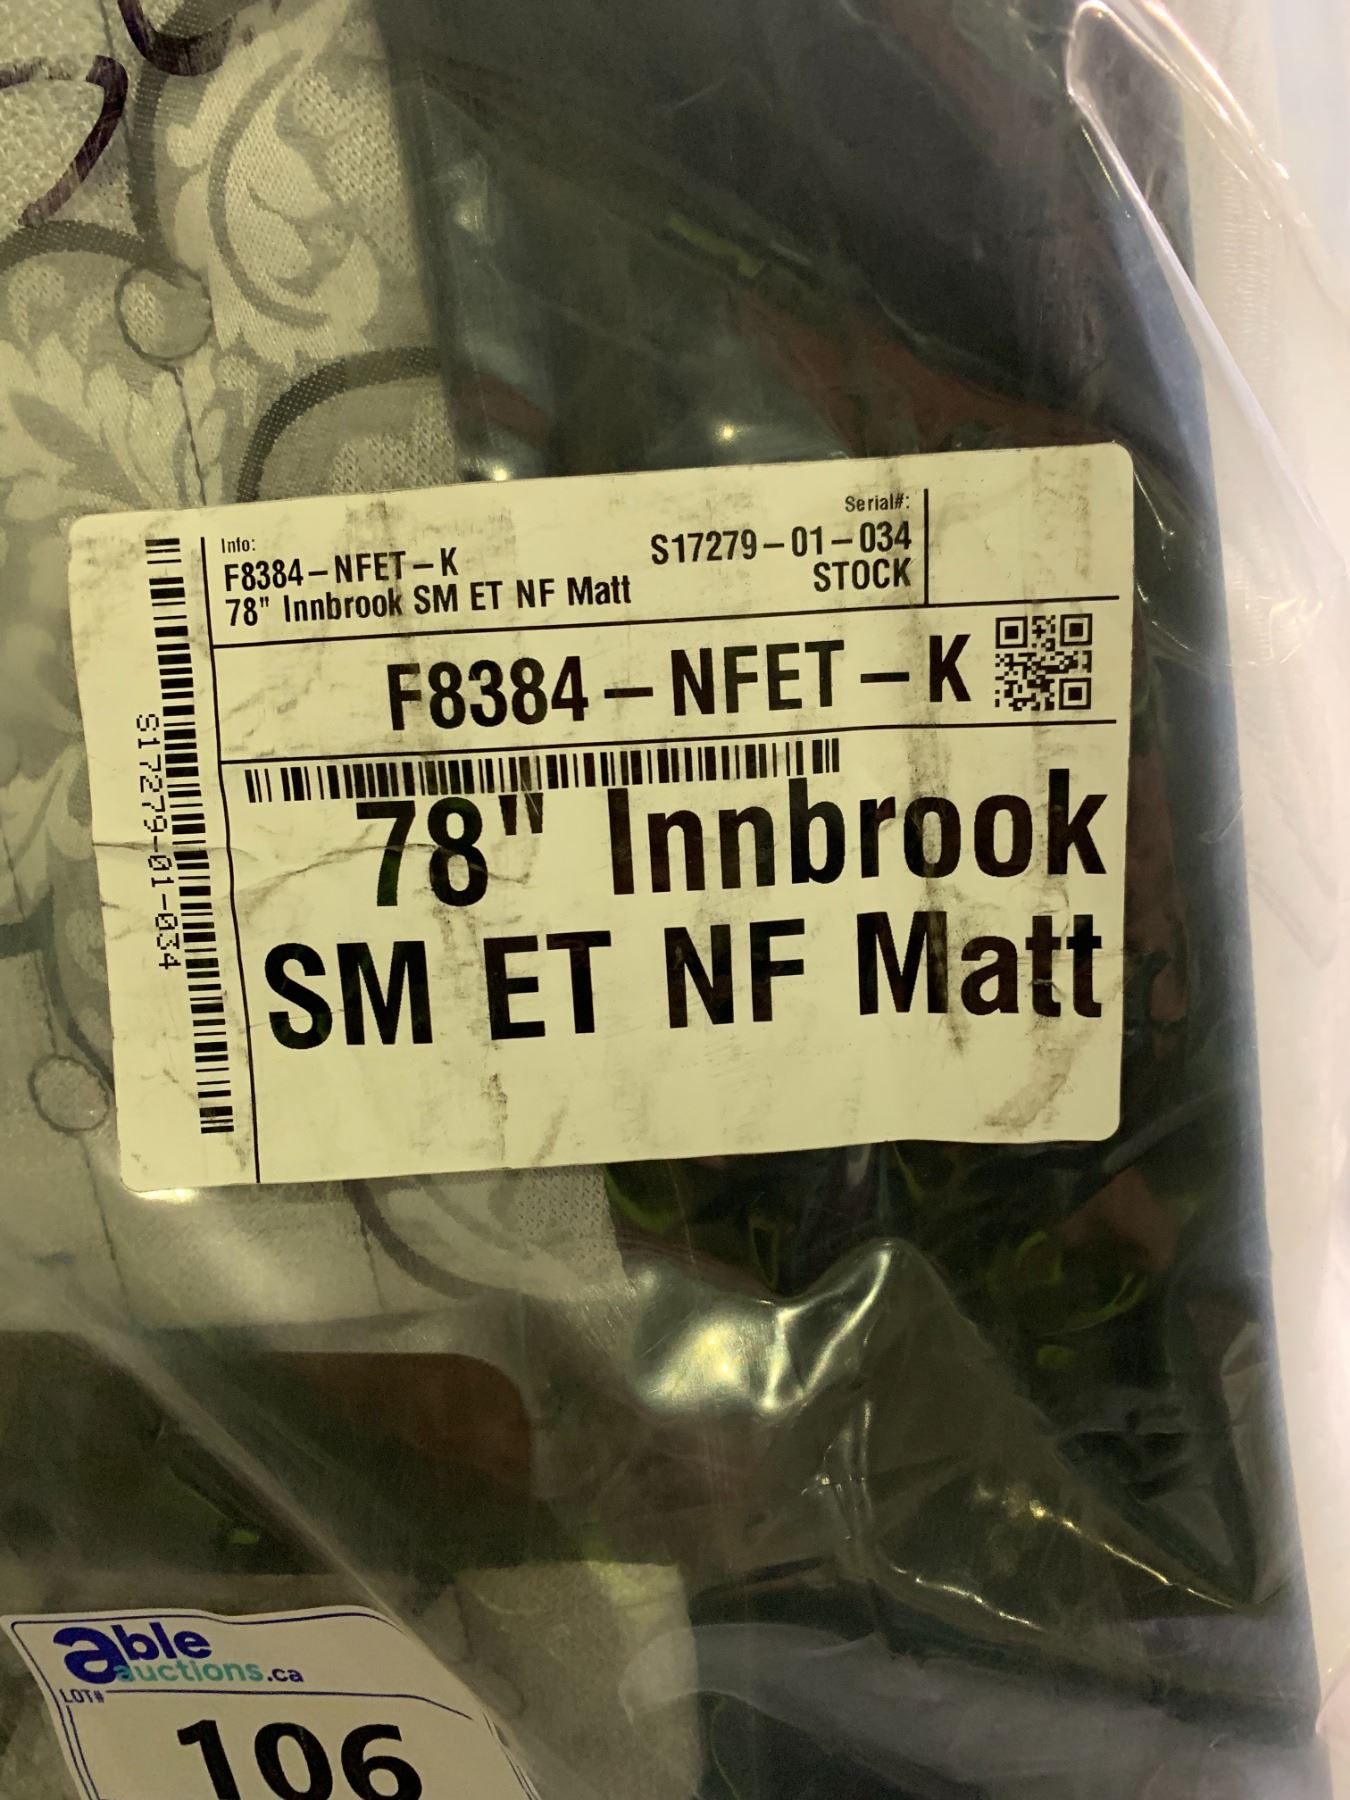 Info:
F8384-NFET-K
78" Innbrook SM ET NF Matt
Serial#:
S17279-01-034
STOCK
F8384-NFET-K
78" Innbrook
SM ET NF Matt
S17279-01-034
able
auctions.ca
LOT#
106